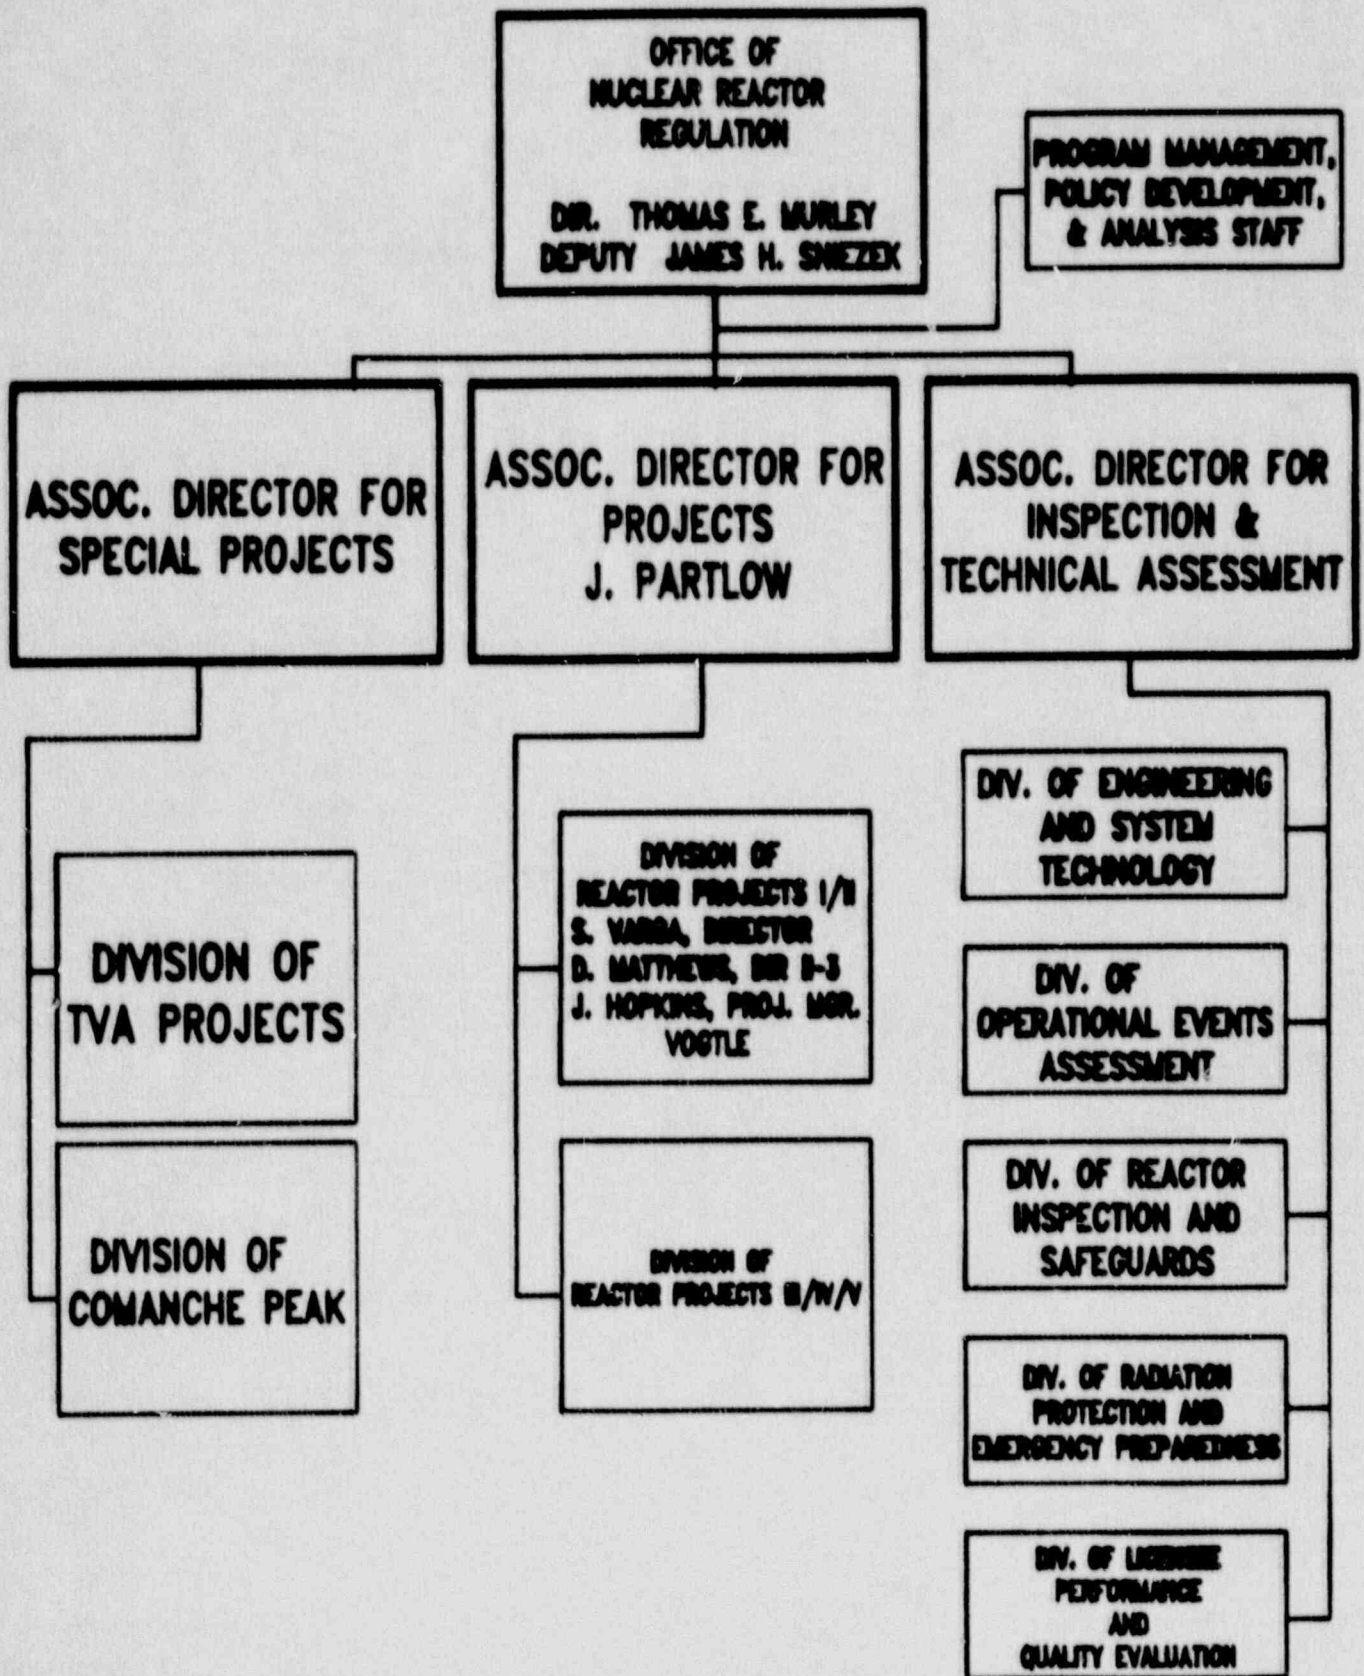 OFFICE OF
NUCLEAR REACTOR
REGULATION
DIR. THOMAS E. MURLEY
DEPUTY JAMES H. SNIEZEK
PROGRAM MANAGEMENT,
POLICY DEVELOPMENT,
& ANALYSIS STAFF
ASSOC. DIRECTOR FOR
SPECIAL PROJECTS
ASSOC. DIRECTOR FOR
PROJECTS
J. PARTLOW
ASSOC. DIRECTOR FOR
INSPECTION &
TECHNICAL ASSESSMENT
DIVISION OF
TVA PROJECTS
DIVISION OF
COMANCHE PEAK
DIVISION OF
REACTOR PROJECTS I/II
S. VARGA, DIRECTOR
D. MATTHEWS, DIR II-3
J. HOPKINS, PROJ. MGR.
VOGTLE
DIVISION OF
REACTOR PROJECTS III/IV/V
DIV. OF ENGINEERING
AND SYSTEM
TECHNOLOGY
DIV. OF
OPERATIONAL EVENTS
ASSESSMENT
DIV. OF REACTOR
INSPECTION AND
SAFEGUARDS
DIV. OF RADIATION
PROTECTION AND
EMERGENCY PREPAREDNESS
DIV. OF LICENSEE
PERFORMANCE
AND
QUALITY EVALUATION